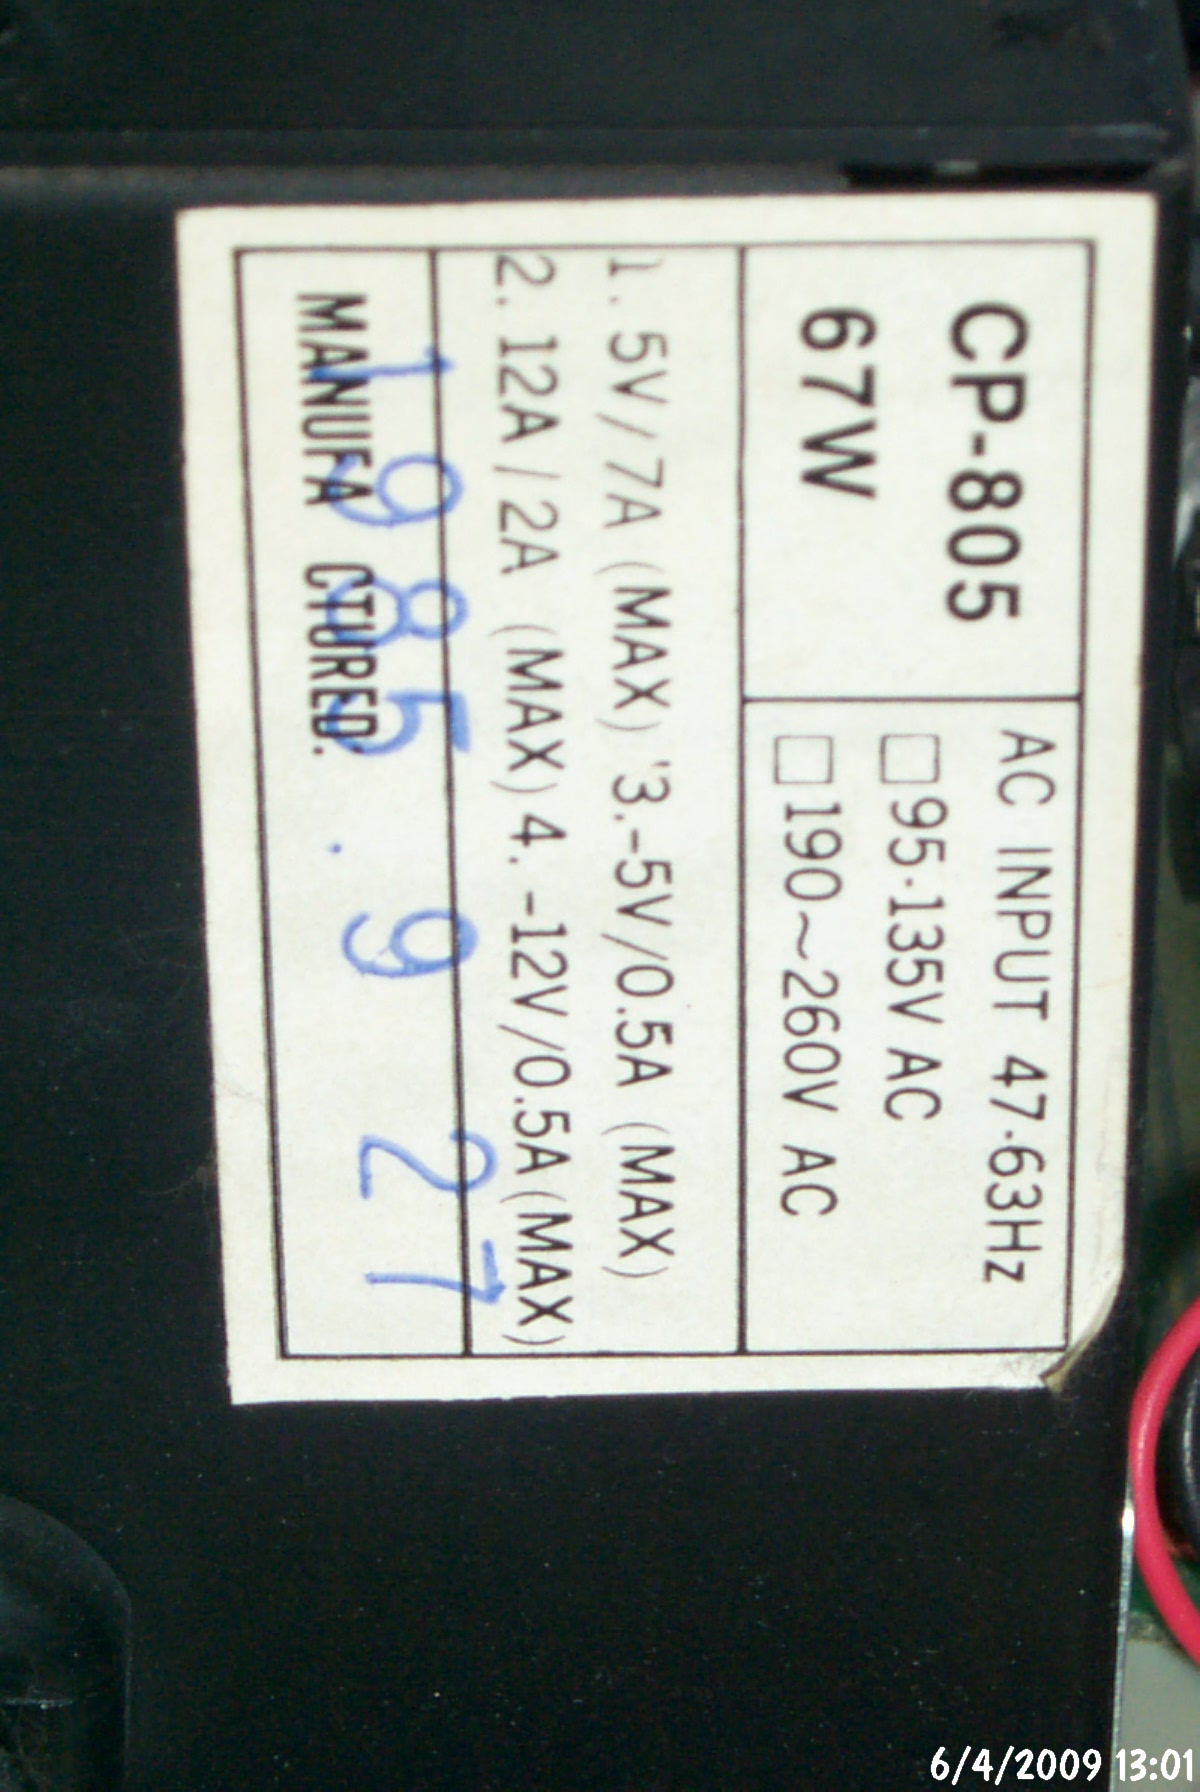 CP-805
67W
AC INPUT 47-63Hz
□95-135V AC
□190~260V AC
1. 5V/7A (MAX) '3.-5V/0.5A (MAX)
2. 12A/2A (MAX) 4. -12V/0.5A (MAX)
MANUFA CTURED.
1985.9 27
6/4/2009 13:01